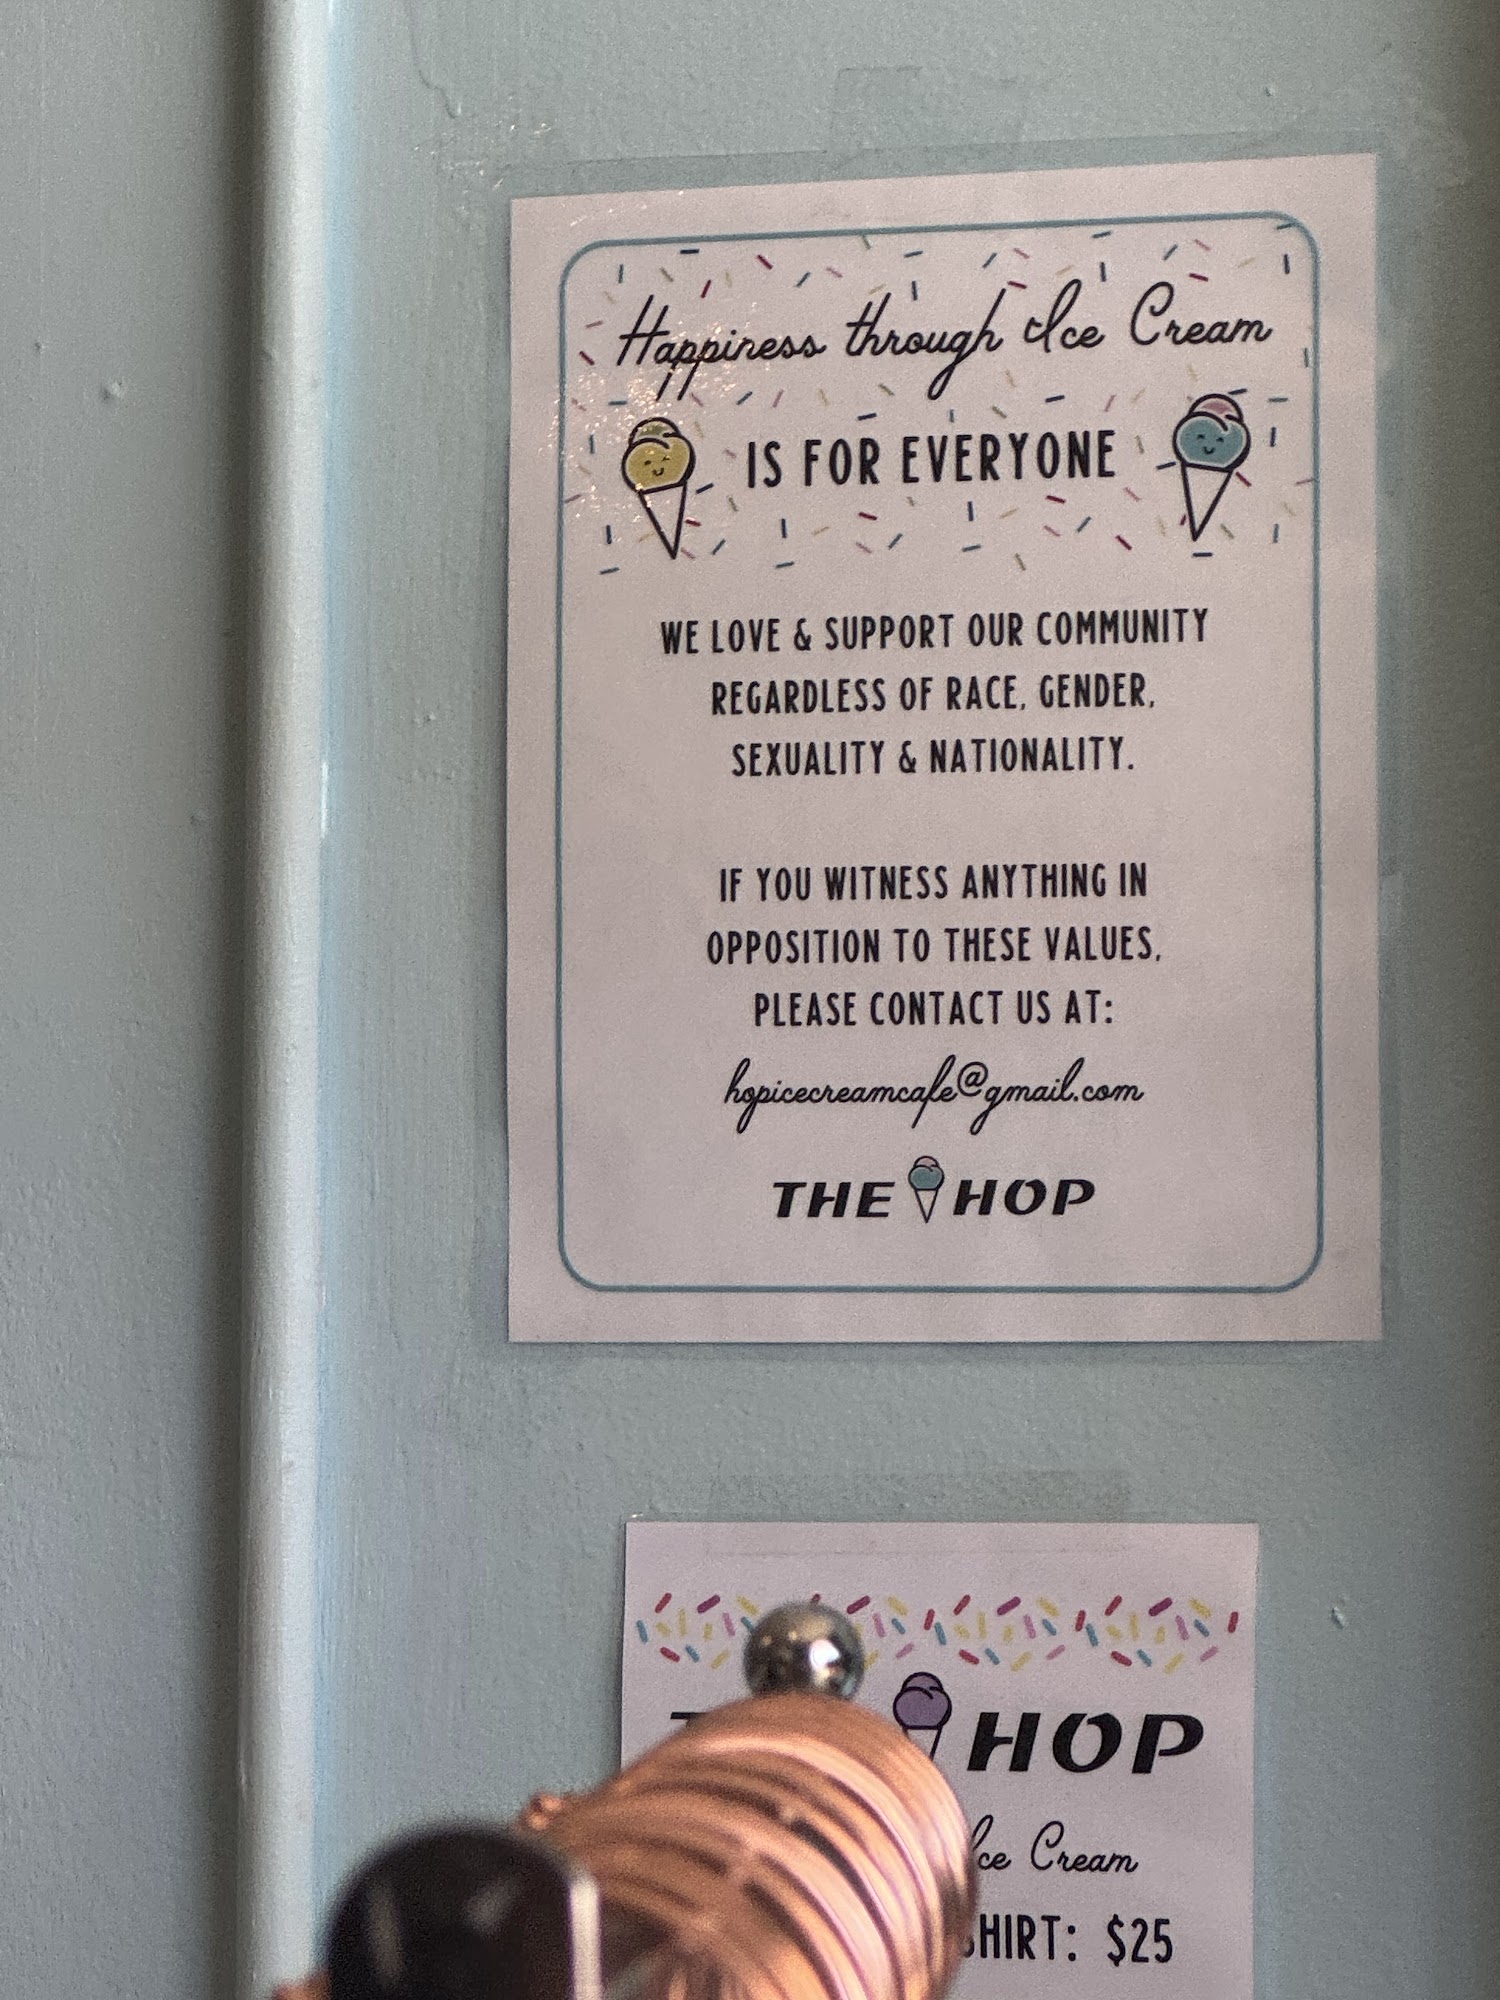 Happiness through Ice Cream
IS FOR EVERYONE
WE LOVE & SUPPORT OUR COMMUNITY
REGARDLESS OF RACE, GENDER,
SEXUALITY & NATIONALITY.
IF YOU WITNESS ANYTHING IN
OPPOSITION TO THESE VALUES,
PLEASE CONTACT US AT:
hopicecreamcafe@gmail.com
THE HOP
HOP
Cream
$25